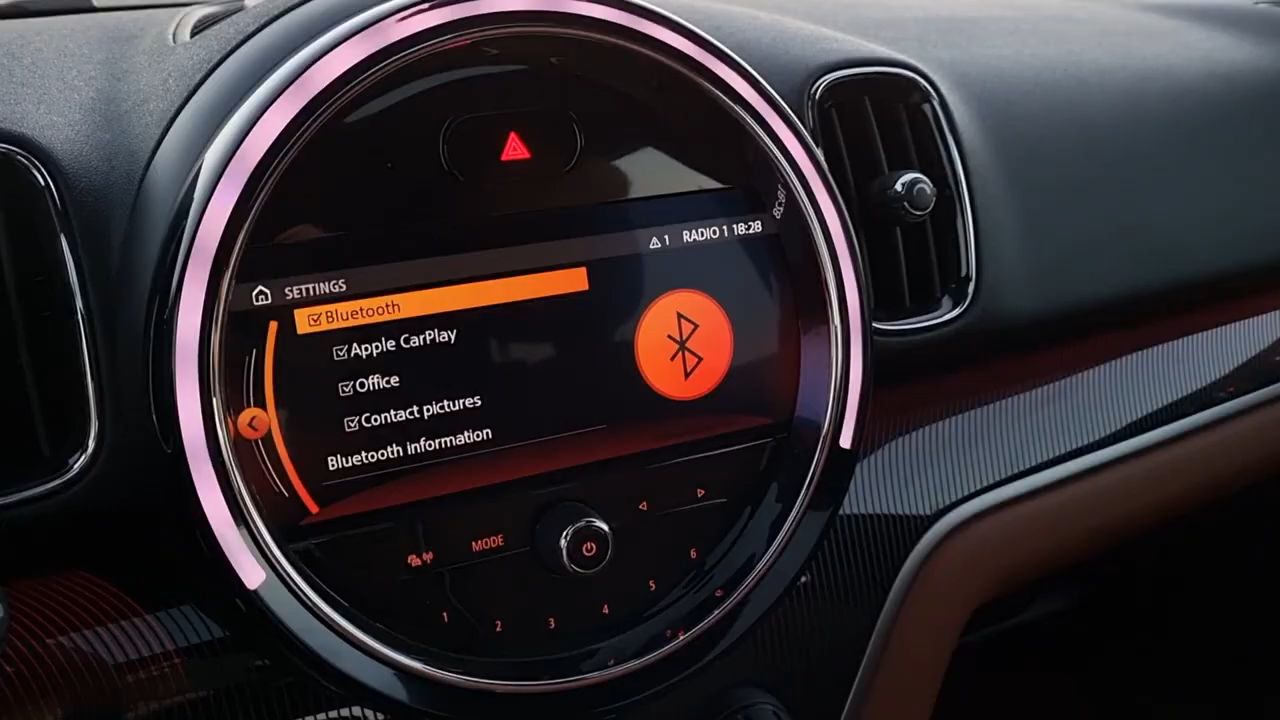 1 RADIO 1 18:28
SETTINGS
Bluetooth
Apple CarPlay
Office
Contact pictures
Bluetooth information
MODE
1 2 3 4 5 6